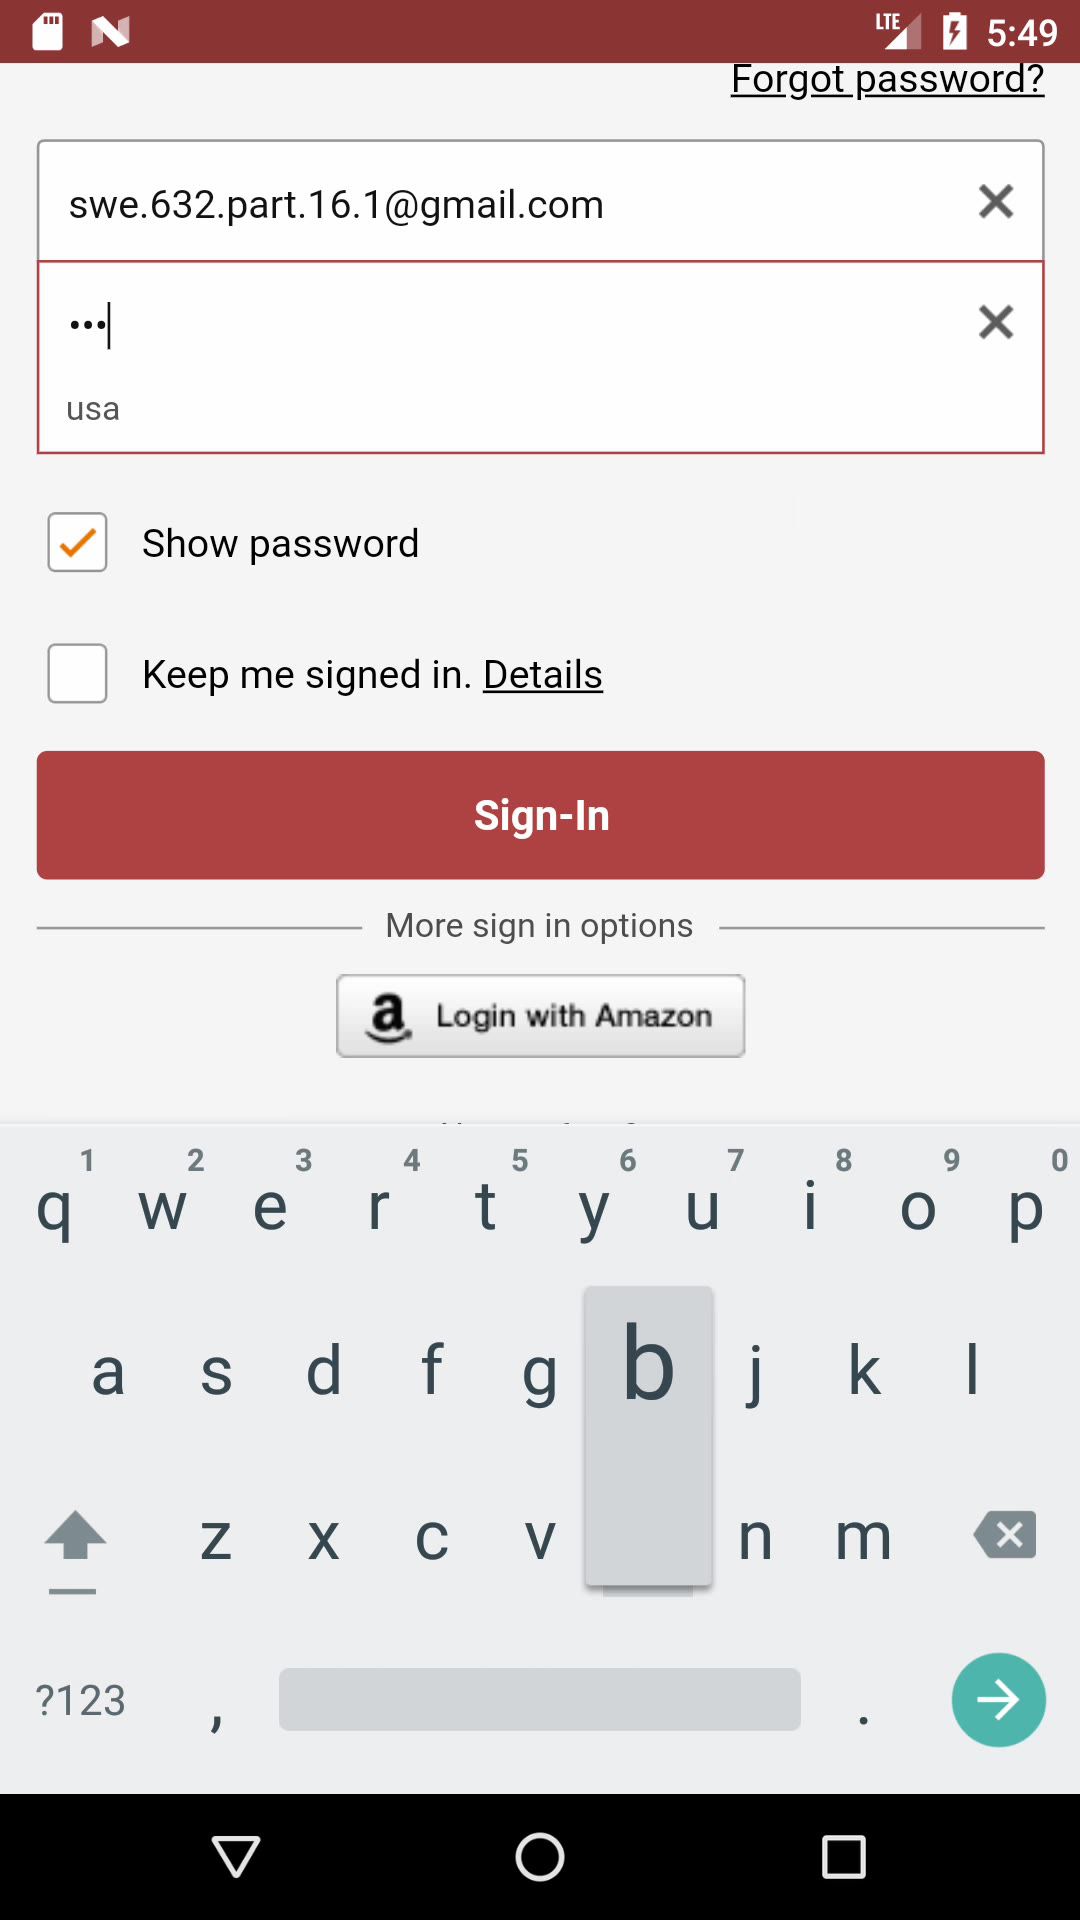 LTE 5:49
Forgot password?
swe.632.part.16.1@gmail.com
•••
usa
Show password
Keep me signed in. Details
Sign-In
More sign in options
a Login with Amazon
1 2 3 4 5 6 7 8 9 0
q w e r t y u i o p
a s d f g b j k l
z x c v n m
?123 , .